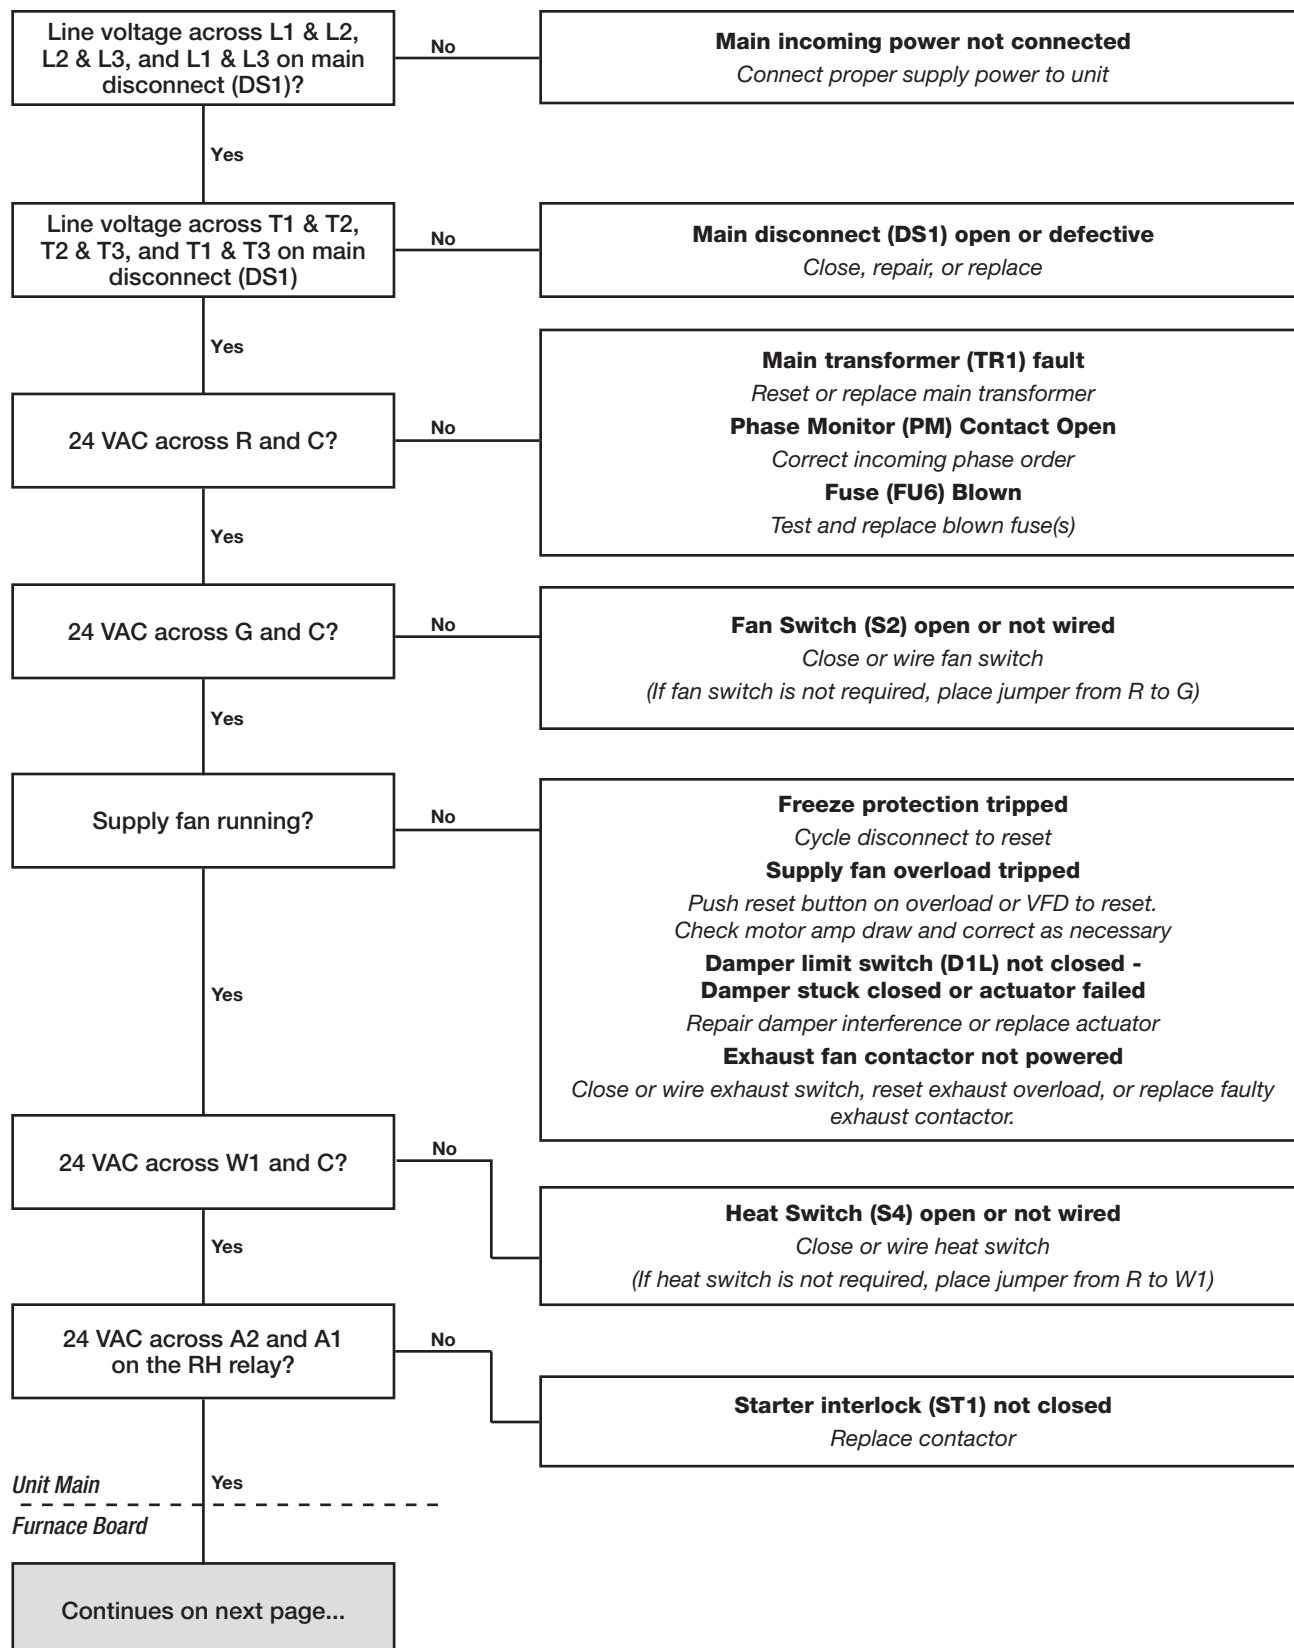 Line voltage across L1 & L2,
L2 & L3, and L1 & L3 on main
disconnect (DS1)?
No
Main incoming power not connected
Connect proper supply power to unit
Yes
Line voltage across T1 & T2,
T2 & T3, and T1 & T3 on main
disconnect (DS1)
No
Main disconnect (DS1) open or defective
Close, repair, or replace
Yes
24 VAC across R and C?
No
Main transformer (TR1) fault
Reset or replace main transformer
Phase Monitor (PM) Contact Open
Correct incoming phase order
Fuse (FU6) Blown
Test and replace blown fuse(s)
Yes
24 VAC across G and C?
No
Fan Switch (S2) open or not wired
Close or wire fan switch
(If fan switch is not required, place jumper from R to G)
Yes
Supply fan running?
No
Freeze protection tripped
Cycle disconnect to reset
Supply fan overload tripped
Push reset button on overload or VFD to reset.
Check motor amp draw and correct as necessary
Damper limit switch (D1L) not closed -
Damper stuck closed or actuator failed
Repair damper interference or replace actuator
Exhaust fan contactor not powered
Close or wire exhaust switch, reset exhaust overload, or replace faulty
exhaust contactor.
Yes
24 VAC across W1 and C?
No
Heat Switch (S4) open or not wired
Close or wire heat switch
(If heat switch is not required, place jumper from R to W1)
Yes
24 VAC across A2 and A1
on the RH relay?
No
Starter interlock (ST1) not closed
Replace contactor
Yes
Unit Main
Furnace Board
Continues on next page...